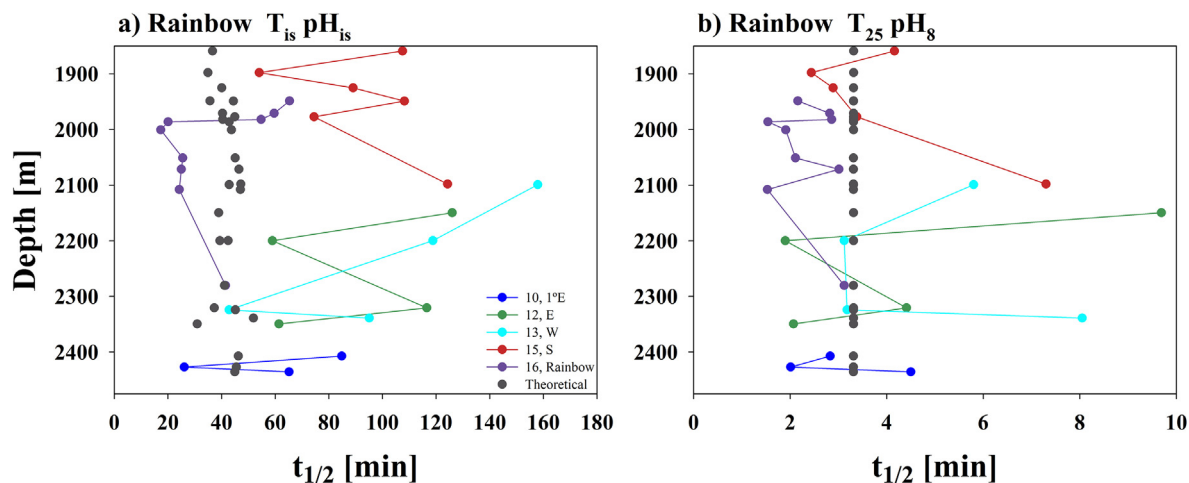 a) Rainbow T_is pH_is
b) Rainbow T_25 pH_8
Depth [m]
1900
2000
2100
2200
2300
2400
10, 1ºE
12, E
13, W
15, S
16, Rainbow
Theoretical
0 20 40 60 80 100 120 140 160 180
t_1/2 [min]
1900
2000
2100
2200
2300
2400
0 2 4 6 8 10
t_1/2 [min]